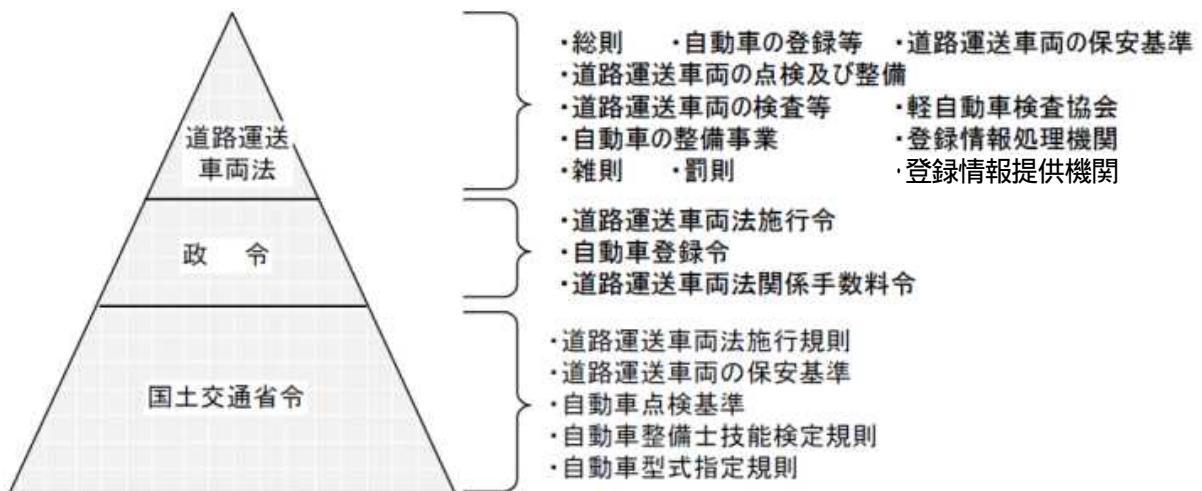 ・総則 ・自動車の登録等 ・道路運送車両の保安基準
・道路運送車両の点検及び整備
・道路運送車両の検査等 ・軽自動車検査協会
・自動車の整備事業 ・登録情報処理機関
・雑則 ・罰則 ・登録情報提供機関
道路運送
車両法
・道路運送車両法施行令
・自動車登録令
・道路運送車両法関係手数料令
政 令
・道路運送車両法施行規則
・道路運送車両の保安基準
・自動車点検基準
・自動車整備士技能検定規則
・自動車型式指定規則
国土交通省令